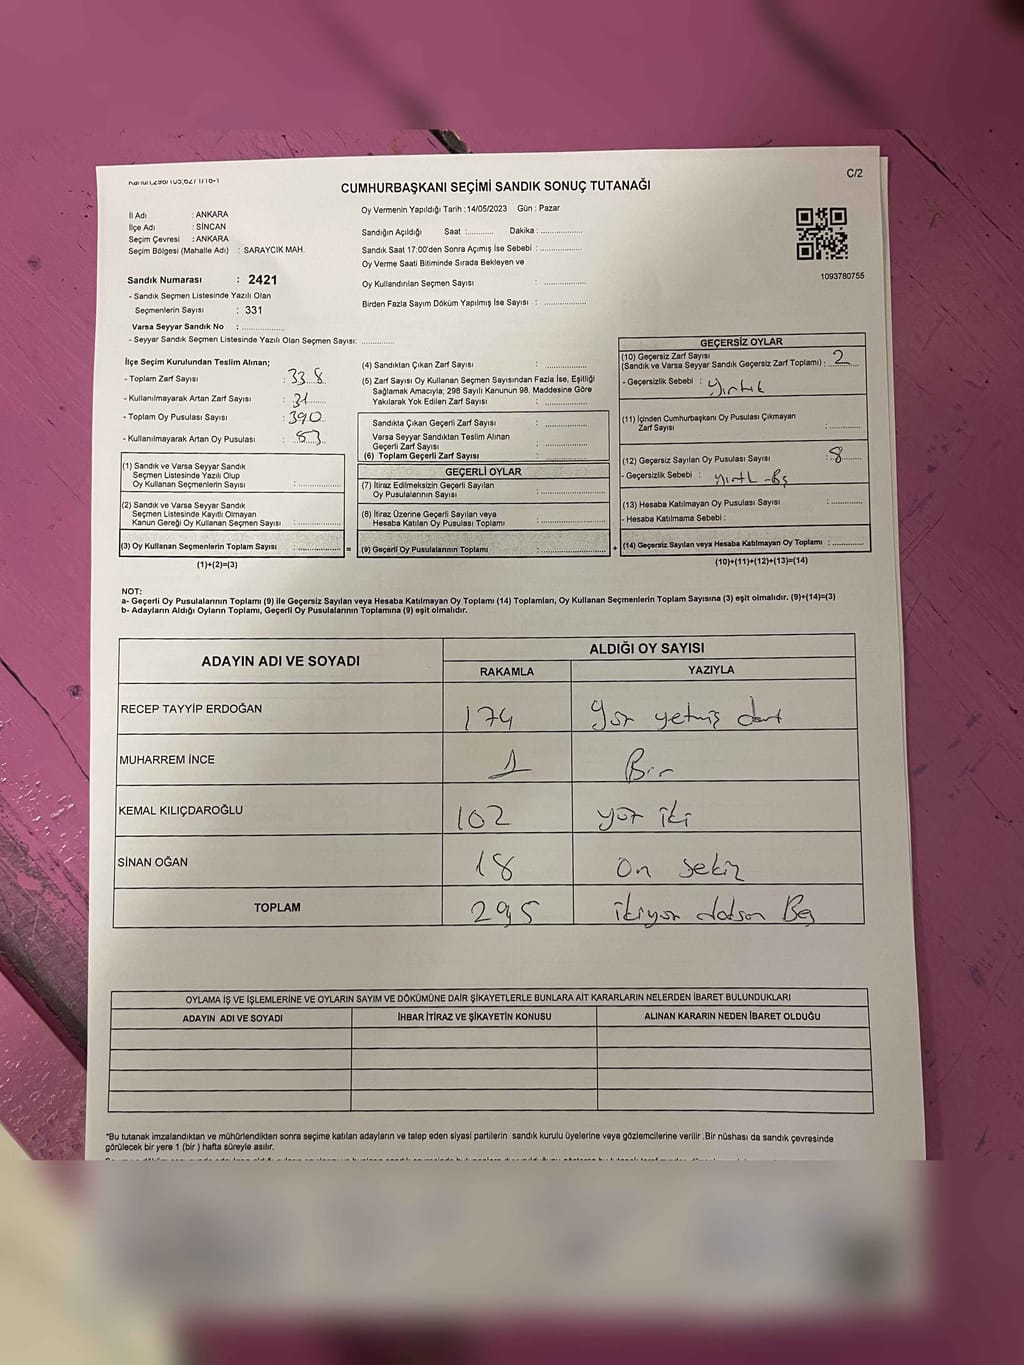 C/2
CUMHURBAŞKANI SEÇİMİ SANDIK SONUÇ TUTANAĞI
İl Adı : ANKARA
İlçe Adı : SİNCAN
Seçim Çevresi : ANKARA
Seçim Bölgesi (Mahalle Adı) : SARAYCIK MAH.
Oy Vermenin Yapıldığı Tarih :14/05/2023 Gün : Pazar
Sandığın Açıldığı Saat :........... Dakika :................
Sandık Saat 17:00'den Sonra Açımış İse Sebebi :................
Oy Verme Saati Bitiminde Sırada Bekleyen ve
Oy Kullandırılan Seçmen Sayısı :................
Birden Fazla Sayım Döküm Yapılmış İse Sayısı :................
1093780755
Sandık Numarası : 2421
- Sandık Seçmen Listesinde Yazılı Olan
Seçmenlerin Sayısı : 331
Varsa Seyyar Sandık No :................
- Seyyar Sandık Seçmen Listesinde Yazılı Olan Seçmen Sayısı: ............
İlçe Seçim Kurulundan Teslim Alınan;
- Toplam Zarf Sayısı : 338
- Kullanılmayarak Artan Zarf Sayısı : 31
- Toplam Oy Pusulası Sayısı : 390
- Kullanılmayarak Artan Oy Pusulası : 83
(1) Sandık ve Varsa Seyyar Sandık
Seçmen Listesinde Yazılı Olup
Oy Kullanan Seçmenlerin Sayısı :................
(2) Sandık ve Varsa Seyyar Sandık
Seçmen Listesinde Kayıtlı Olmayan
Kanun Gereği Oy Kullanan Seçmen Sayısı :................
(3) Oy Kullanan Seçmenlerin Toplam Sayısı :................ =
(1)+(2)=(3)
(4) Sandıktan Çıkan Zarf Sayısı :................
(5) Zarf Sayısı Oy Kullanan Seçmen Sayısından Fazla İse, Eşitliği
Sağlamak Amacıyla; 298 Sayılı Kanunun 98. Maddesine Göre
Yakılarak Yok Edilen Zarf Sayısı :................
Sandıkta Çıkan Geçerli Zarf Sayısı :................
Varsa Seyyar Sandıktan Teslim Alınan
Geçerli Zarf Sayısı :................
(6) Toplam Geçerli Zarf Sayısı :................
GEÇERLİ OYLAR
(7) İtiraz Edilmeksizin Geçerli Sayılan
Oy Pusulalarının Sayısı :................
(8) İtiraz Üzerine Geçerli Sayılan veya
Hesaba Katılan Oy Pusulası Toplamı :................
(9) Geçerli Oy Pusulalarının Toplamı :................ +
GEÇERSİZ OYLAR
(10) Geçersiz Zarf Sayısı
(Sandık ve Varsa Seyyar Sandık Geçersiz Zarf Toplamı) : 2
- Geçersizlik Sebebi : yırtık
(11) İçinden Cumhurbaşkanı Oy Pusulası Çıkmayan
Zarf Sayısı :............
(12) Geçersiz Sayılan Oy Pusulası Sayısı : 8
- Geçersizlik Sebebi :
(13) Hesaba Katılmayan Oy Pusulası Sayısı :............
- Hesaba Katılmama Sebebi :
(14) Geçersiz Sayılan veya Hesaba Katılmayan Oy Toplamı :............
(10)+(11)+(12)+(13)=(14)
NOT:
a- Geçerli Oy Pusulalarının Toplamı (9) ile Geçersiz Sayılan veya Hesaba Katılmayan Oy Toplamı (14) Toplamları, Oy Kullanan Seçmenlerin Toplam Sayısına (3) eşit olmalıdır. (9)+(14)=(3)
b- Adayların Aldığı Oyların Toplamı, Geçerli Oy Pusulalarının Toplamına (9) eşit olmalıdır.
ADAYIN ADI VE SOYADI ALDIĞI OY SAYISI
RAKAMLA YAZIYLA
RECEP TAYYİP ERDOĞAN 174 Yüz yetmiş dört
MUHARREM İNCE 1 Bir
KEMAL KILIÇDAROĞLU 102 yüz iki
SİNAN OĞAN 18 On sekiz
TOPLAM 295 ikiyüz doksan Beş
OYLAMA İŞ VE İŞLEMLERİNE VE OYLARIN SAYIM VE DÖKÜMÜNE DAİR ŞİKAYETLERLE BUNLARA AİT KARARLARIN NELERDEN İBARET BULUNDUKLARI
ADAYIN ADI VE SOYADI İHBAR İTİRAZ VE ŞİKAYETİN KONUSU ALINAN KARARIN NEDEN İBARET OLDUĞU
*Bu tutanak imzalandıktan ve mühürlendikten sonra seçime katılan adayların ve talep eden siyasi partilerin sandık kurulu üyelerine veya gözlemcilerine verilir .Bir nüshası da sandık çevresinde
görülecek bir yere 1 (bir ) hafta süreyle asılır.